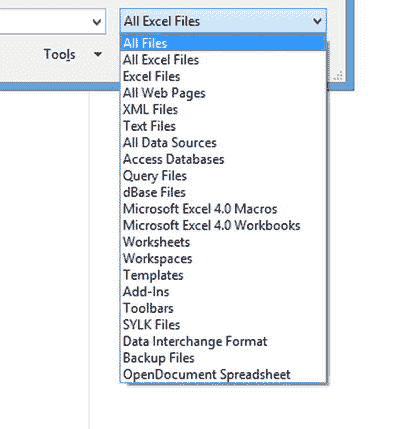 All Excel Files
Tools
All Files
All Excel Files
Excel Files
All Web Pages
XML Files
Text Files
All Data Sources
Access Databases
Query Files
dBase Files
Microsoft Excel 4.0 Macros
Microsoft Excel 4.0 Workbooks
Worksheets
Workspaces
Templates
Add-Ins
Toolbars
SYLK Files
Data Interchange Format
Backup Files
OpenDocument Spreadsheet